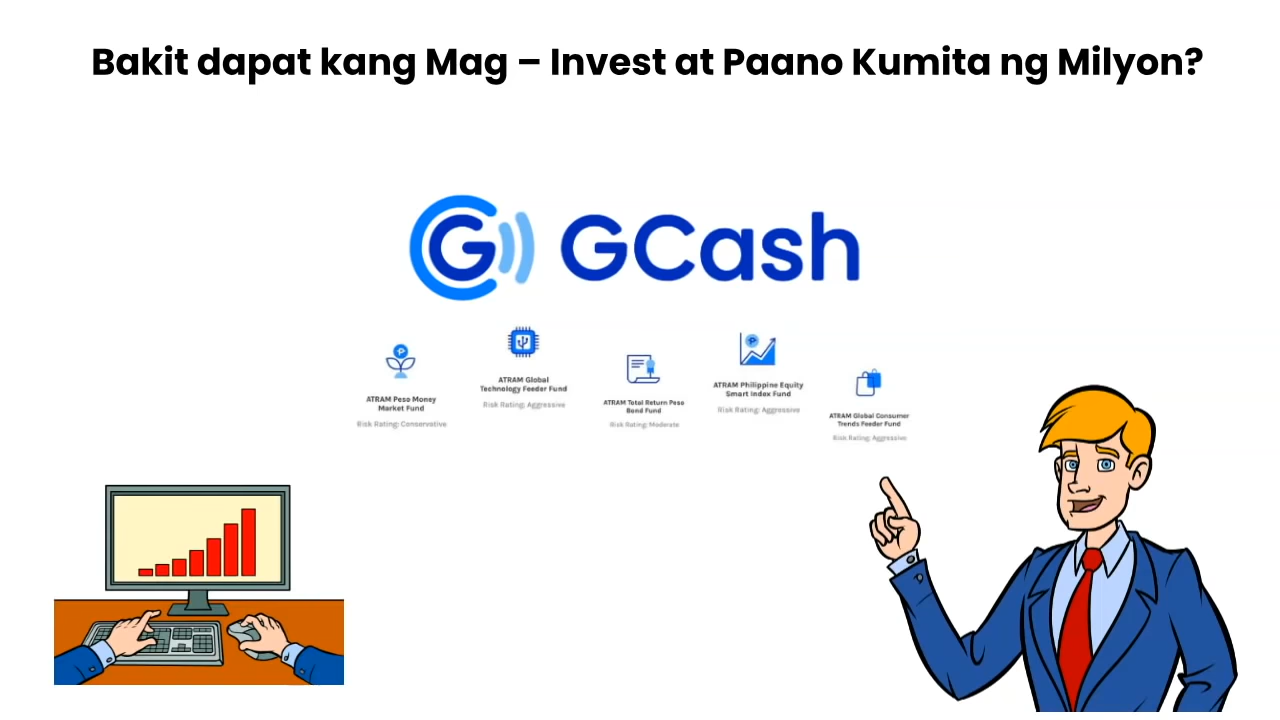 Bakit dapat kang Mag – Invest at Paano Kumita ng Milyon?
G GCash
ATRAM Peso Money
Market Fund
Risk Rating: Conservative
ATRAM Global
Technology Feeder Fund
Risk Rating: Aggressive
ATRAM Total Return Peso
Bond Fund
Risk Rating: Moderate
ATRAM Philippine Equity
Smart Index Fund
Risk Rating: Aggressive
ATRAM Global Consumer
Trends Feeder Fund
Risk Rating: Aggressive